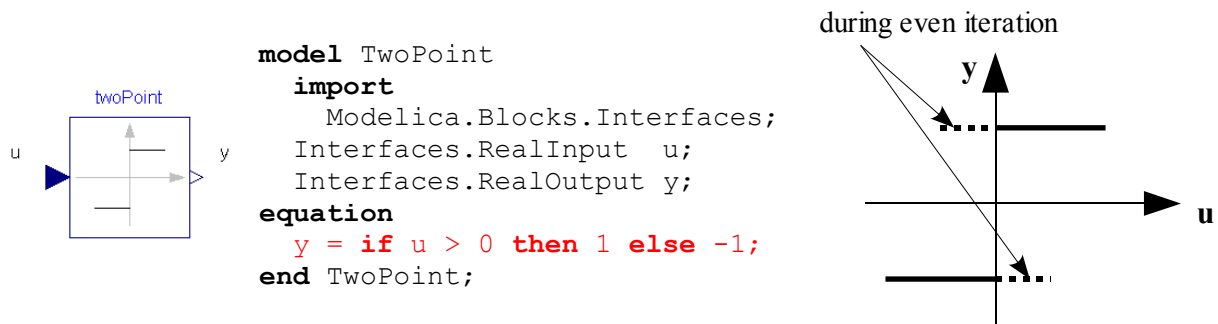 twoPoint
u
y
model TwoPoint
import
Modelica.Blocks.Interfaces;
Interfaces.RealInput u;
Interfaces.RealOutput y;
equation
y = if u > 0 then 1 else -1;
end TwoPoint;
during even iteration
y
u